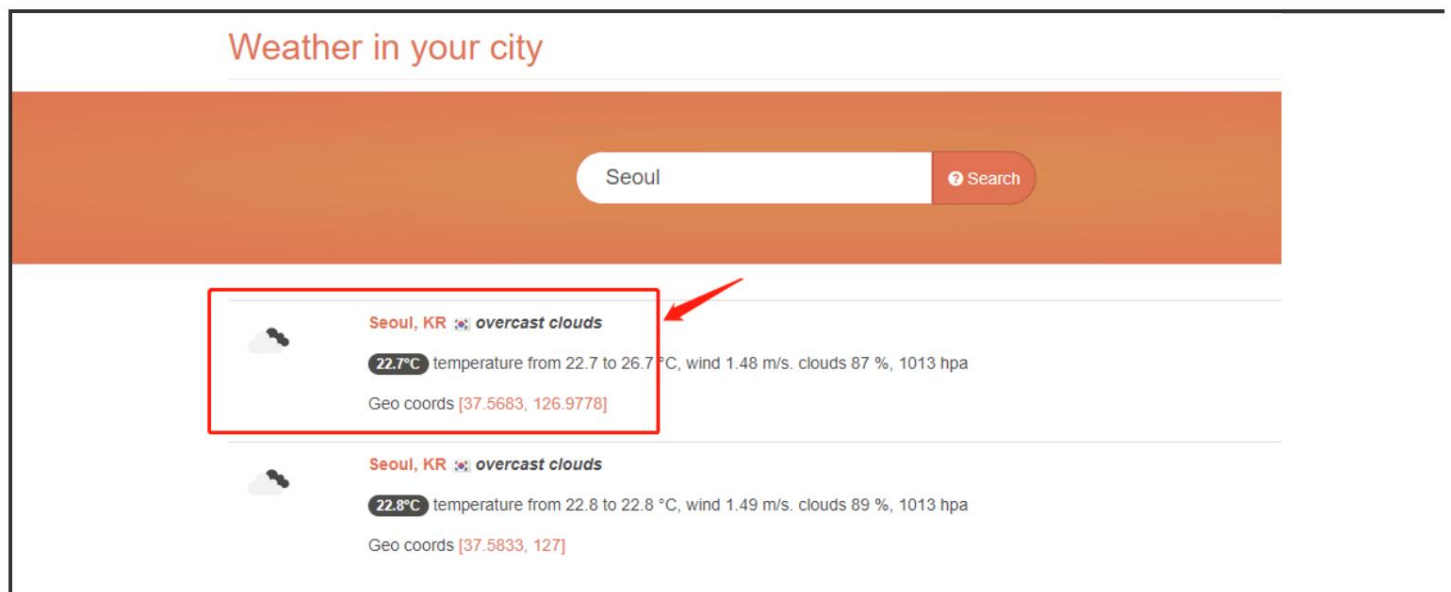 Weather in your city
Seoul
Search
Seoul, KR overcast clouds
22.7°C temperature from 22.7 to 26.7 °C, wind 1.48 m/s. clouds 87 %, 1013 hpa
Geo coords [37.5683, 126.9778]
Seoul, KR overcast clouds
22.8°C temperature from 22.8 to 22.8 °C, wind 1.49 m/s. clouds 89 %, 1013 hpa
Geo coords [37.5833, 127]